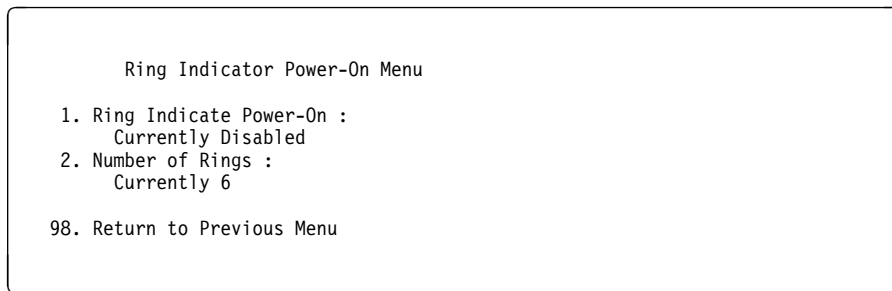 Ring Indicator Power-On Menu
1. Ring Indicate Power-On :
Currently Disabled
2. Number of Rings :
Currently 6
98. Return to Previous Menu